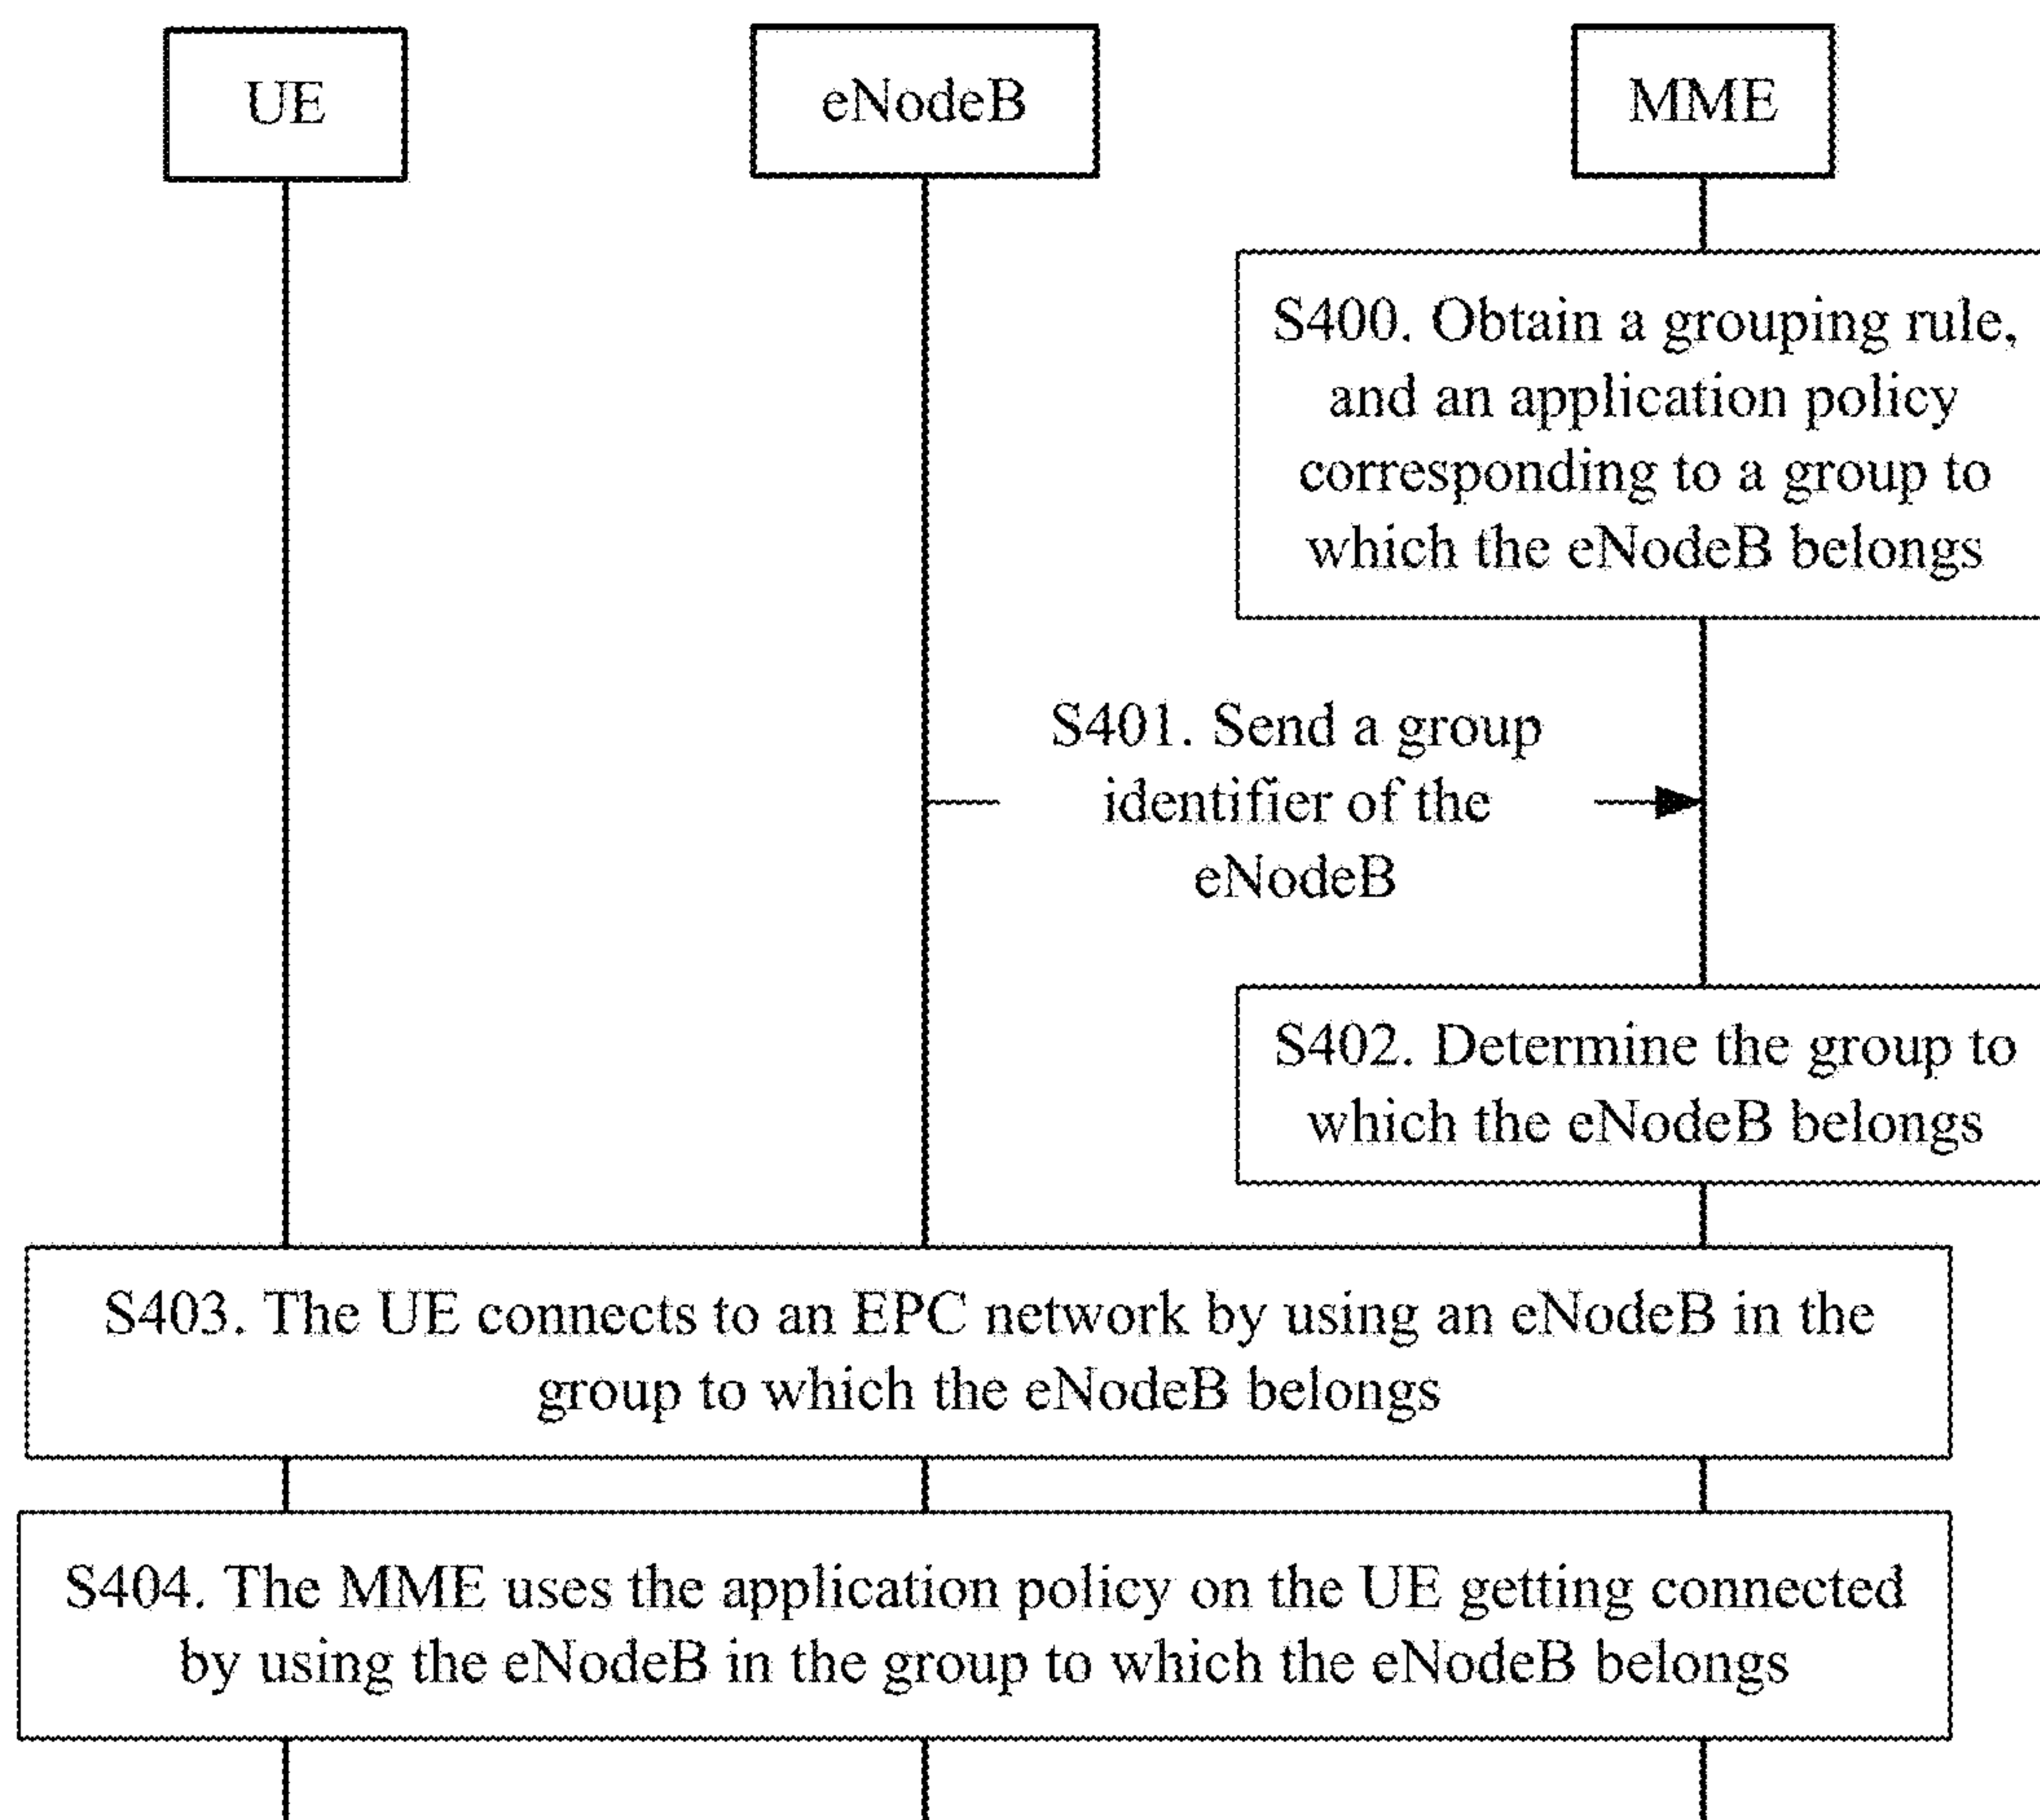 UE
eNodeB
MME
S400. Obtain a grouping rule,
and an application policy
corresponding to a group to
which the eNodeB belongs
S401. Send a group
identifier of the
eNodeB
S402. Determine the group to
which the eNodeB belongs
S403. The UE connects to an EPC network by using an eNodeB in the
group to which the eNodeB belongs
S404. The MME uses the application policy on the UE getting connected
by using the eNodeB in the group to which the eNodeB belongs